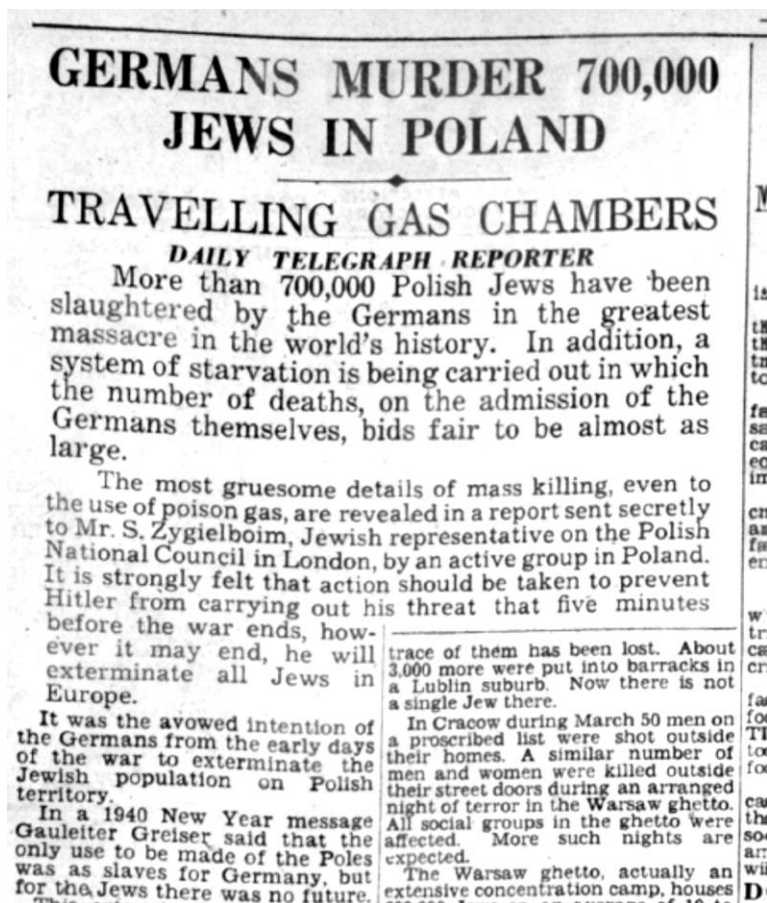 GERMANS MURDER 700,000
JEWS IN POLAND
TRAVELLING GAS CHAMBERS
DAILY TELEGRAPH REPORTER
More than 700,000 Polish Jews have been
slaughtered by the Germans in the greatest
massacre in the world's history. In addition, a
system of starvation is being carried out in which
the number of deaths, on the admission of the
Germans themselves, bids fair to be almost as
large.
The most gruesome details of mass killing, even to
the use of poison gas, are revealed in a report sent secretly
to Mr. S. Zygielboim, Jewish representative on the Polish
National Council in London, by an active group in Poland.
It is strongly felt that action should be taken to prevent
Hitler from carrying out his threat that five minutes
before the war ends, how-
ever it may end, he will
exterminate all Jews in
Europe.
It was the avowed intention of
the Germans from the early days
of the war to exterminate the
Jewish population on Polish
territory.
In a 1940 New Year message
Gauleiter Greiser said that the
only use to be made of the Poles
was as slaves for Germany, but
for the Jews there was no future.
trace of them has been lost. About
3,000 more were put into barracks in
a Lublin suburb. Now there is not
a single Jew there.
In Cracow during March 50 men on
a proscribed list were shot outside
their homes. A similar number of
men and women were killed outside
their street doors during an arranged
night of terror in the Warsaw ghetto.
All social groups in the ghetto were
affected. More such nights are
expected.
The Warsaw ghetto, actually an
extensive concentration camp, houses